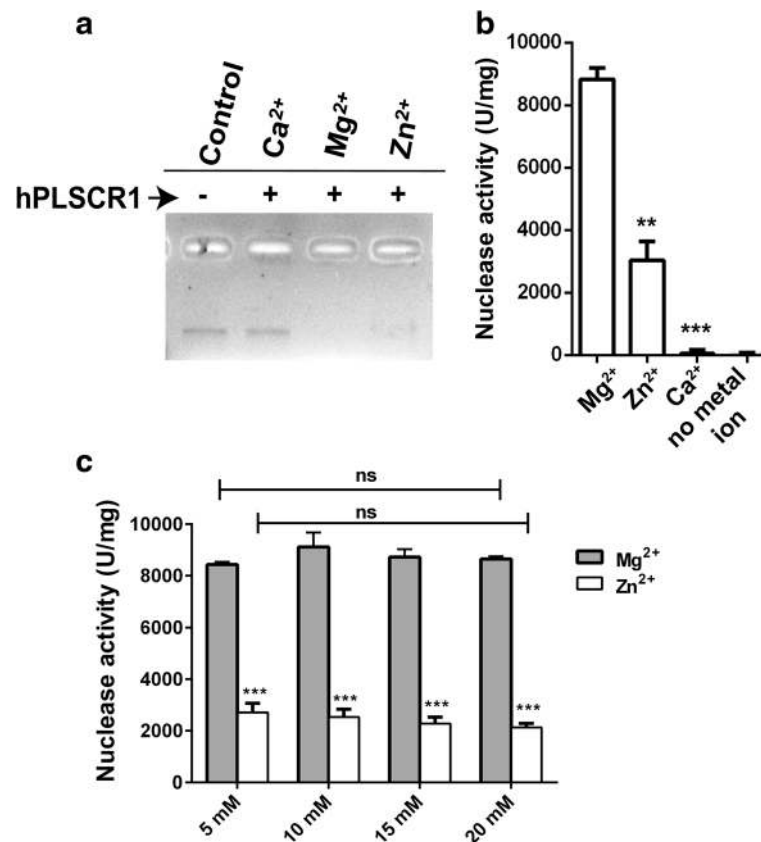 a
Control Ca²⁺ Mg²⁺ Zn²⁺
hPLSCR1 - + + +
b
Nuclease activity (U/mg)
10000
8000
6000
4000
2000
0
**
***
Mg²⁺ Zn²⁺ Ca²⁺ no metal ion
c
ns
ns
Nuclease activity (U/mg)
10000
8000
6000
4000
2000
0
*** *** *** ***
5 mM 10 mM 15 mM 20 mM
Mg²⁺
Zn²⁺